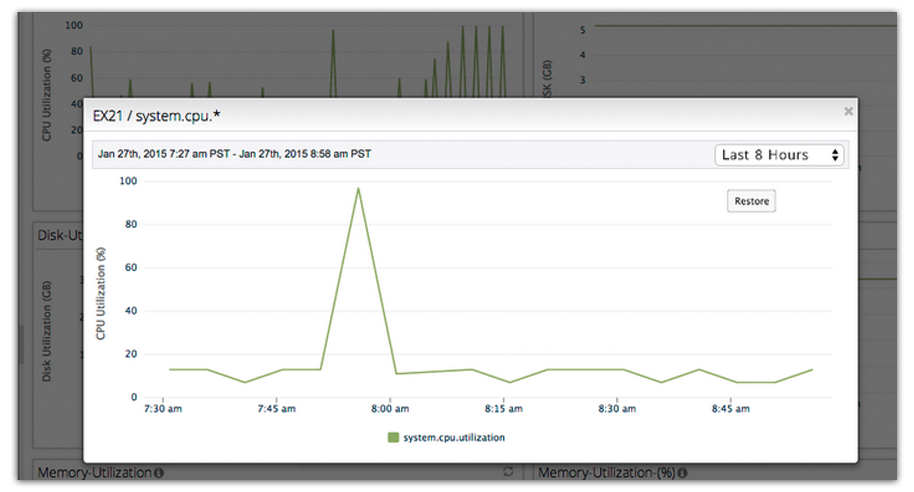 100
80
60
40
20
0
CPU Utilization (%)
5
4
3
SK (GB)
EX21 / system.cpu.*
×
Jan 27th, 2015 7:27 am PST - Jan 27th, 2015 8:58 am PST
Last 8 Hours
Restore
100
80
60
40
20
0
CPU Utilization (%)
7:30 am
7:45 am
8:00 am
8:15 am
8:30 am
8:45 am
system.cpu.utilization
Disk-Ut
Disk Utilization (GB)
Memory-Utilization
Memory-Utilization-(%)